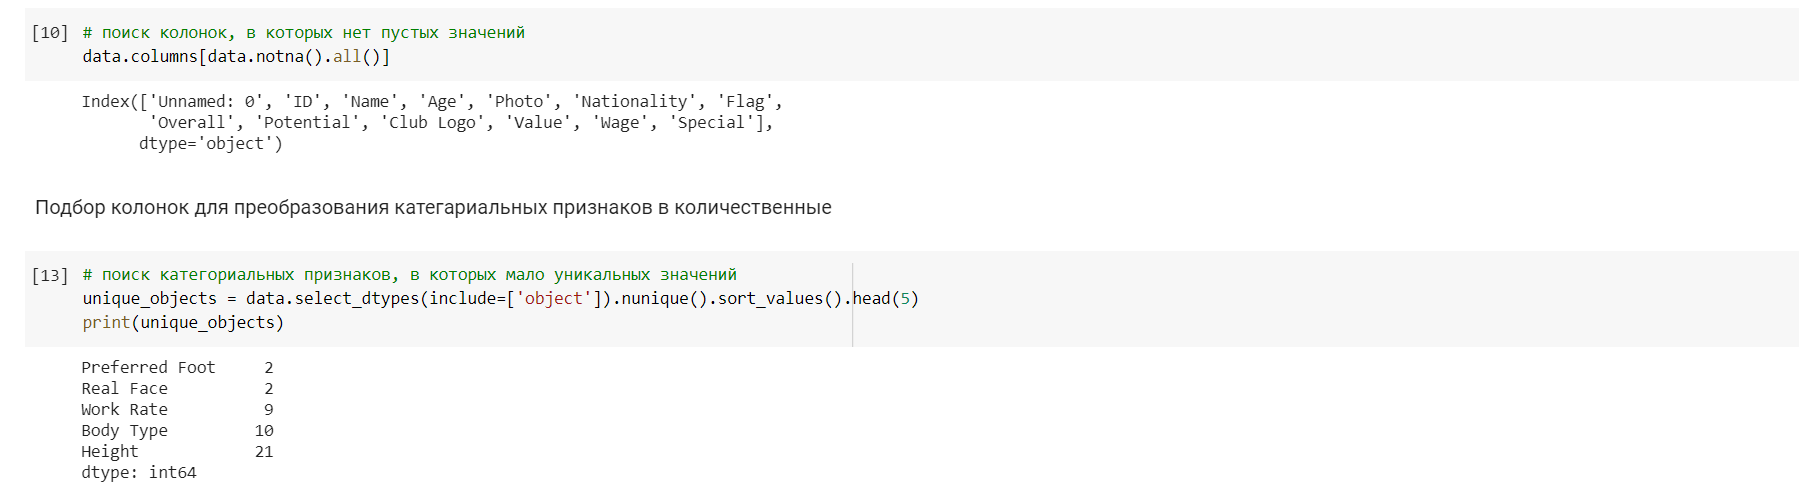 [10] # поиск колонок, в которых нет пустых значений
data.columns[data.notna().all()]
Index(['Unnamed: 0', 'ID', 'Name', 'Age', 'Photo', 'Nationality', 'Flag',
'Overall', 'Potential', 'Club Logo', 'Value', 'Wage', 'Special'],
dtype='object')
Подбор колонок для преобразования категариальных признаков в количественные
[13] # поиск категориальных признаков, в которых мало уникальных значений
unique_objects = data.select_dtypes(include=['object']).nunique().sort_values().head(5)
print(unique_objects)
Preferred Foot 2
Real Face 2
Work Rate 9
Body Type 10
Height 21
dtype: int64